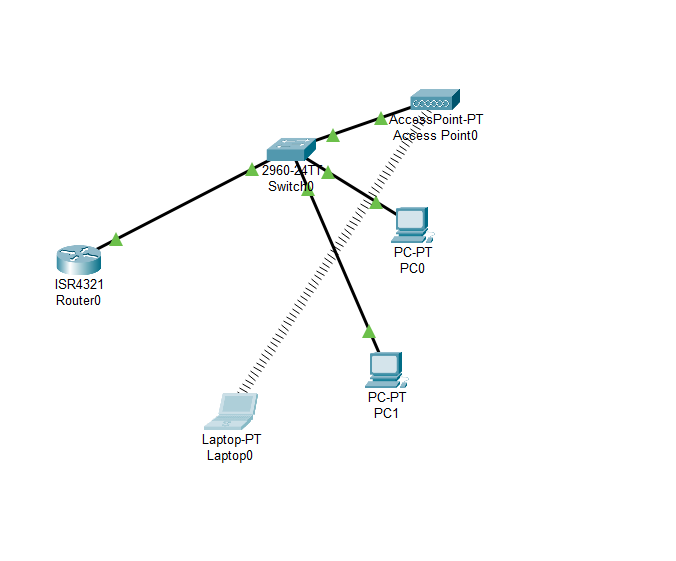 AccessPoint-PT
Access Point0
2960-24TT
Switch0
PC-PT
PC0
ISR4321
Router0
PC-PT
PC1
Laptop-PT
Laptop0